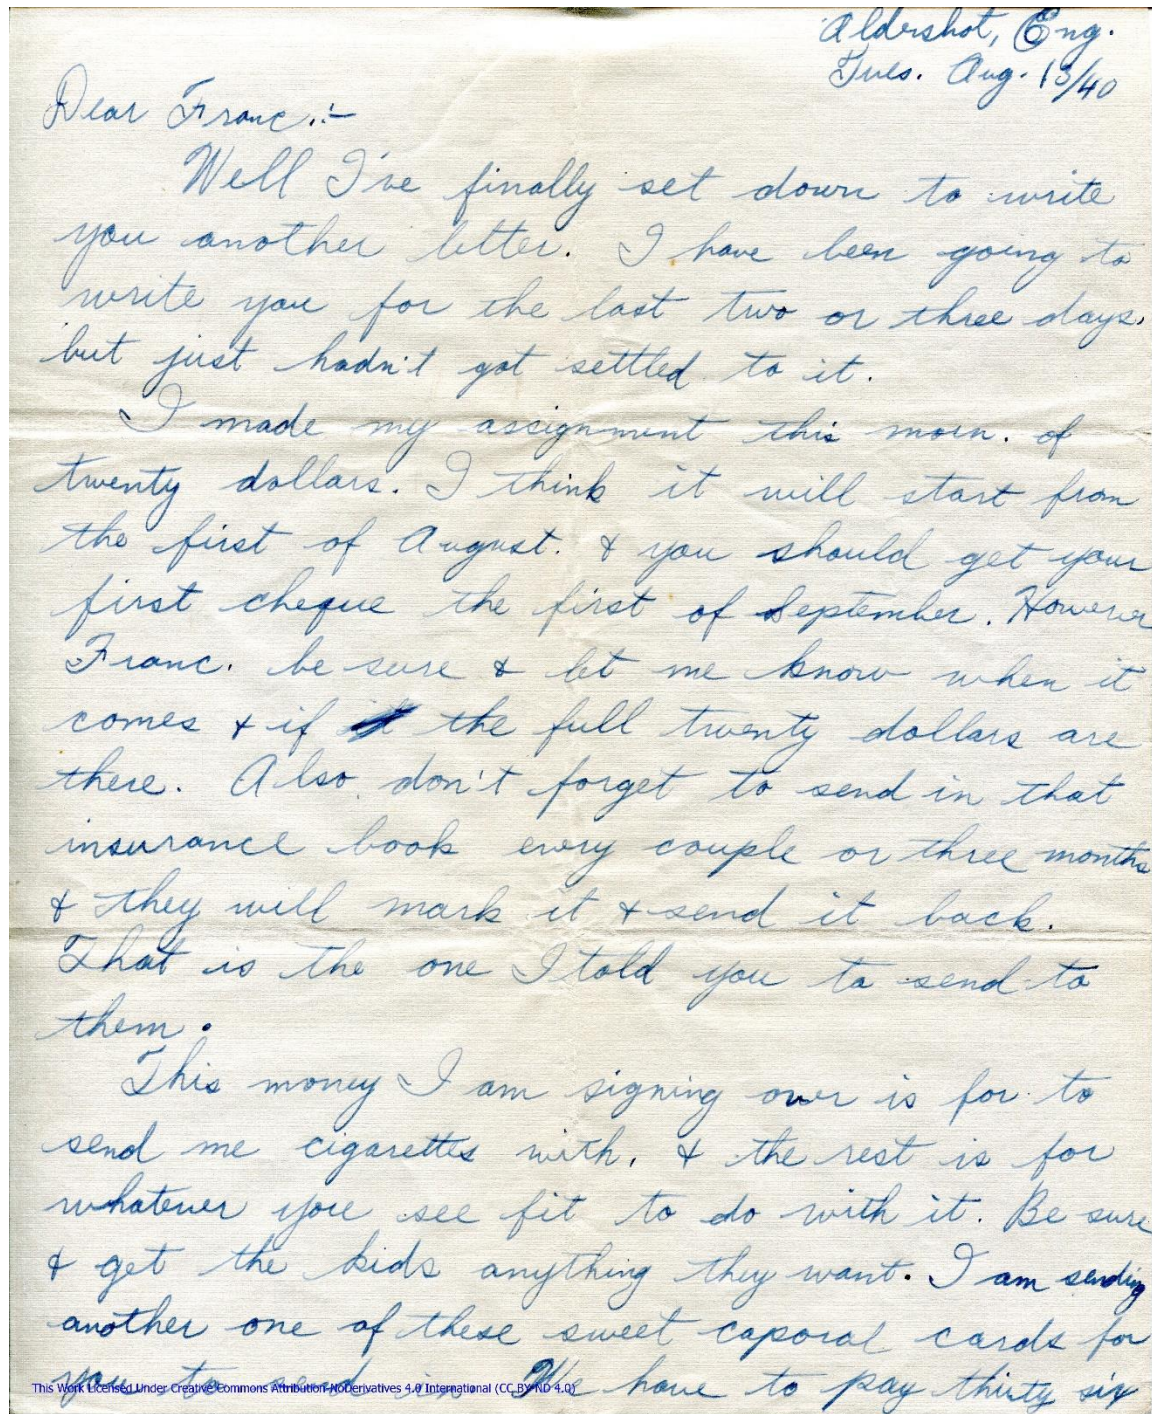 Aldershot, Eng.
Tues. Aug. 13/40
Dear Franc.:-
Well I've finally set down to write
you another letter. I have been going to
write you for the last two or three days,
but just hadn't got settled to it.
I made my assignment this morn. of
twenty dollars. I think it will start from
the first of August. & you should get your
first cheque the first of September. However
Franc. be sure & let me know when it
comes & if the full twenty dollars are
there. Also don't forget to send in that
insurance book every couple or three months
& they will mark it & send it back.
That is the one I told you to send to
them.
This money I am signing over is for to
send me cigarettes with, & the rest is for
whatever you see fit to do with it. Be sure
& get the kids anything they want. I am sending
another one of these sweet caporal cards for
you to send in. We have to pay thirty six
This Work Licensed Under Creative Commons Attribution-NoDerivatives 4.0 International (CC BY-ND 4.0)